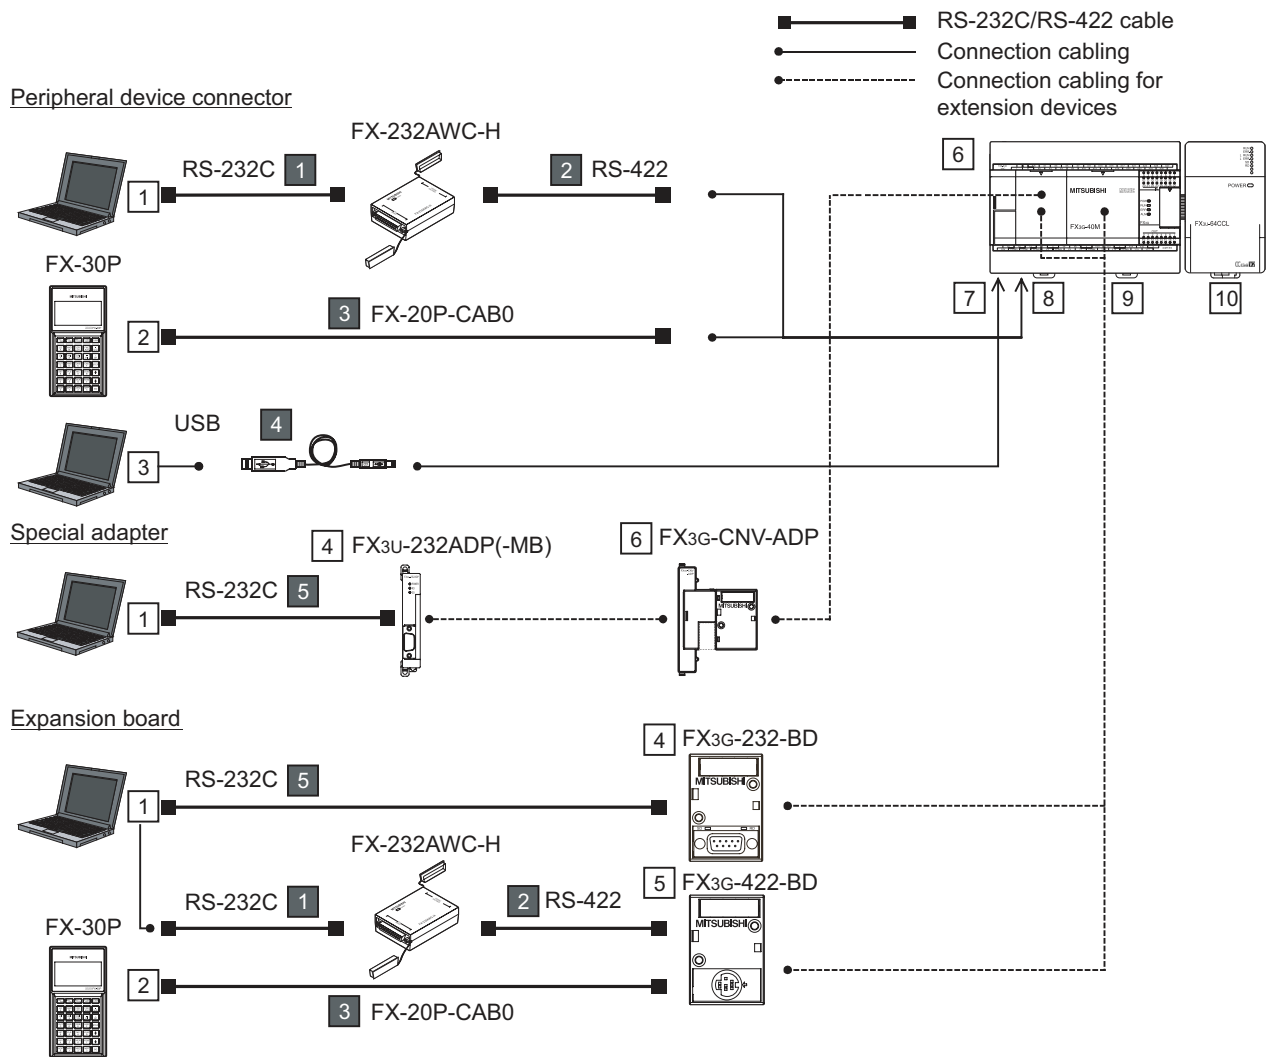 RS-232C/RS-422 cable
Connection cabling
Connection cabling for
extension devices
Peripheral device connector
FX-232AWC-H
1 RS-232C 1 2 RS-422
6
MITSUBISHI
FX3G-40M
POWER
FX3U-64CCL
7 8 9 10
FX-30P
MITSUBISHI
2 3 FX-20P-CAB0
USB 4
3
Special adapter
4 FX3U-232ADP(-MB)
6 FX3G-CNV-ADP
MITSUBISHI
RS-232C 5
1
Expansion board
4 FX3G-232-BD
MITSUBISHI
RS-232C 5
1
FX-232AWC-H
5 FX3G-422-BD
MITSUBISHI
RS-232C 1 2 RS-422
FX-30P
MITSUBISHI
2
3 FX-20P-CAB0